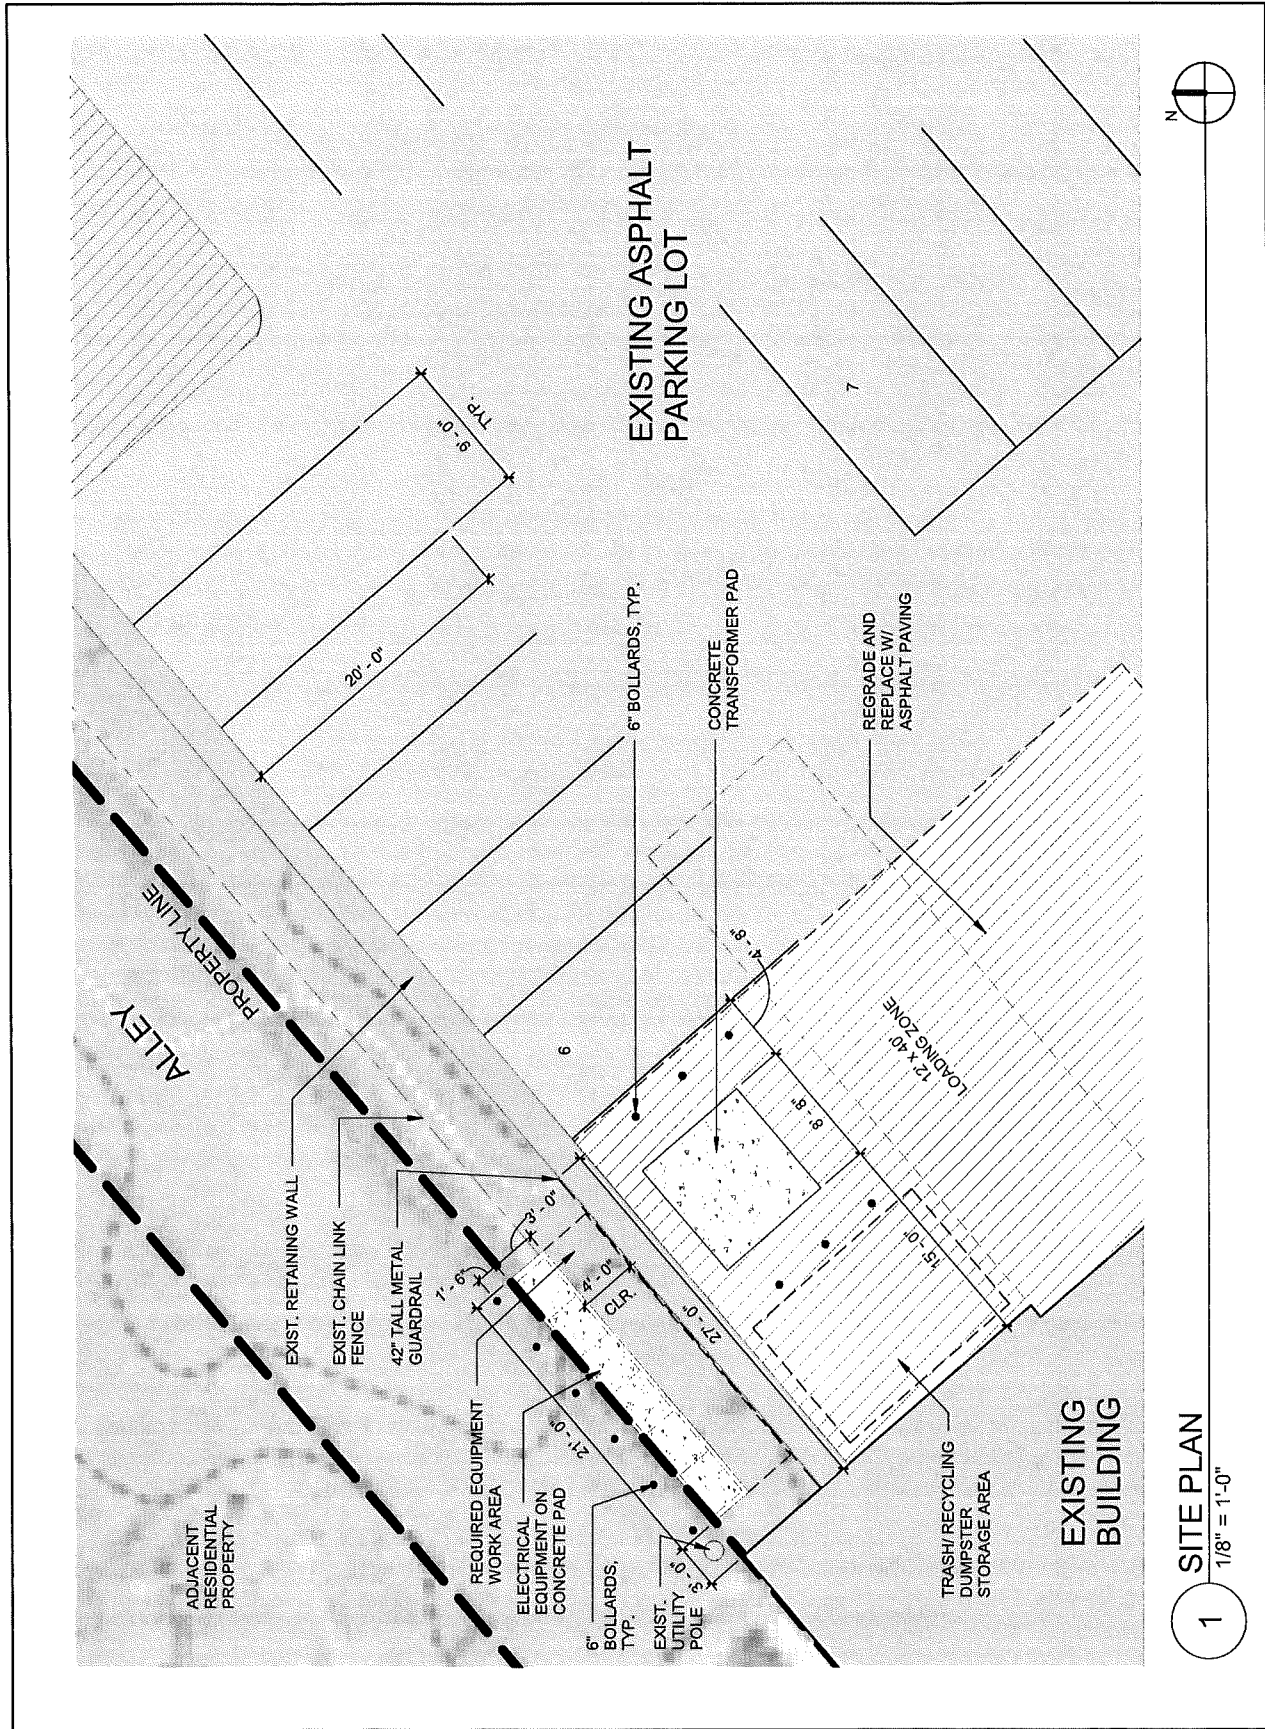 ADJACENT
RESIDENTIAL
PROPERTY
ALLEY
PROPERTY LINE
EXIST. RETAINING WALL
EXIST. CHAIN LINK
FENCE
42" TALL METAL
GUARDRAIL
REQUIRED EQUIPMENT
WORK AREA
ELECTRICAL
EQUIPMENT ON
CONCRETE PAD
6"
BOLLARDS,
TYP.
EXIST.
UTILITY
POLE
3' - 0"
21' - 0"
1' - 6"
3' - 0"
4' - 0"
CLR.
27' - 0"
20' - 0"
9' - 0"
TYP.
6
7
EXISTING ASPHALT
PARKING LOT
6" BOLLARDS, TYP.
CONCRETE
TRANSFORMER PAD
REGRADE AND
REPLACE W/
ASPHALT PAVING
4' - 8"
8' - 8"
15' - 0"
12' x 40'
LOADING ZONE
TRASH/ RECYCLING
DUMPSTER
STORAGE AREA
EXISTING
BUILDING
1
SITE PLAN
1/8" = 1'-0"
N